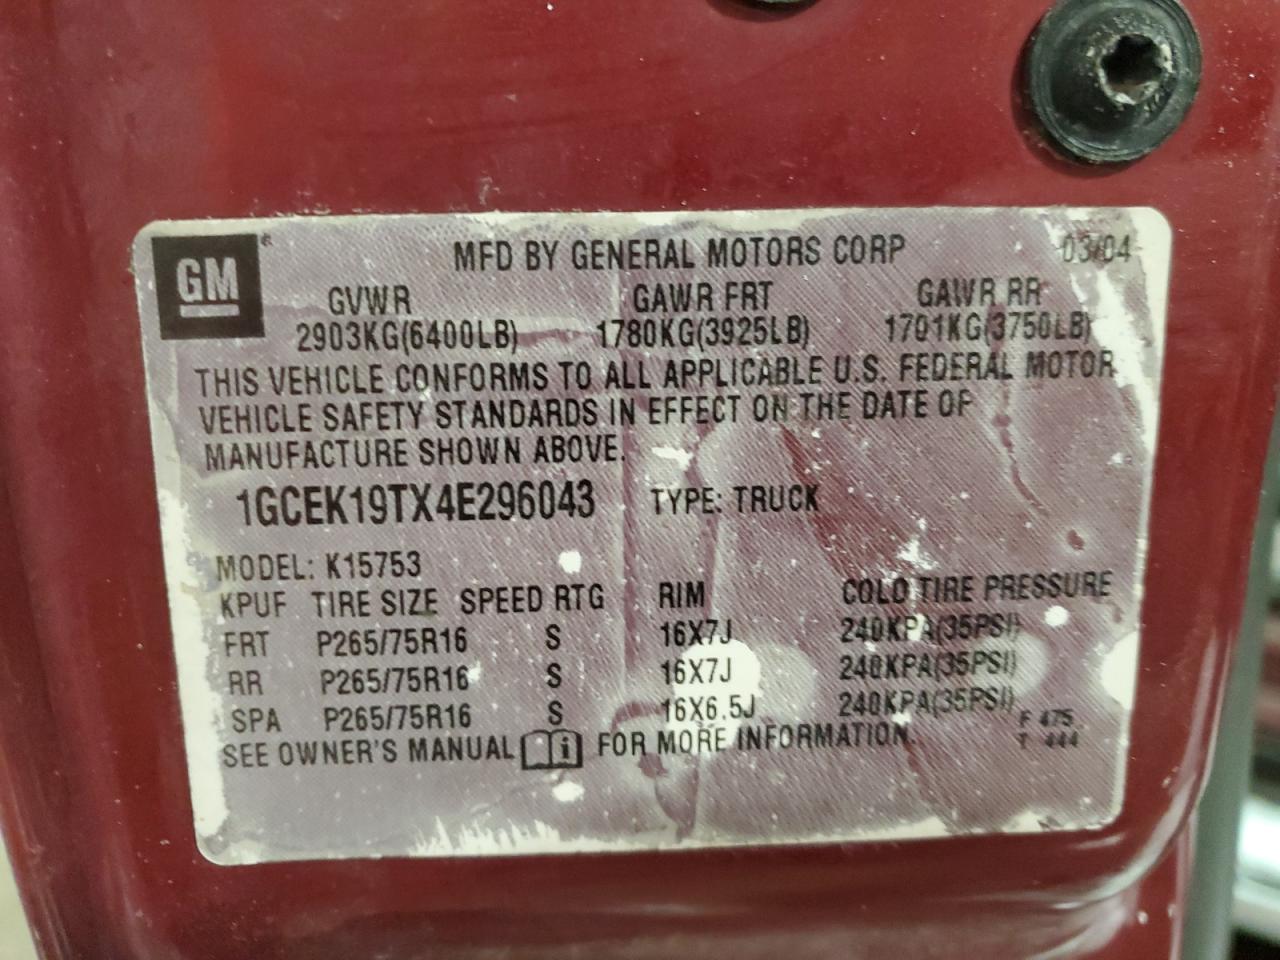 GM
MFD BY GENERAL MOTORS CORP 03/04
GVWR GAWR FRT GAWR RR
2903KG(6400LB) 1780KG(3925LB) 1701KG(3750LB)
THIS VEHICLE CONFORMS TO ALL APPLICABLE U.S. FEDERAL MOTOR
VEHICLE SAFETY STANDARDS IN EFFECT ON THE DATE OF
MANUFACTURE SHOWN ABOVE.
1GCEK19TX4E296043 TYPE: TRUCK
MODEL: K15753
KPUF TIRE SIZE SPEED RTG RIM COLD TIRE PRESSURE
FRT P265/75R16 S 16X7J 240KPA(35PSI)
RR P265/75R16 S 16X7J 240KPA(35PSI)
SPA P265/75R16 S 16X6.5J 240KPA(35PSI)
SEE OWNER'S MANUAL i FOR MORE INFORMATION. F 475
T 444